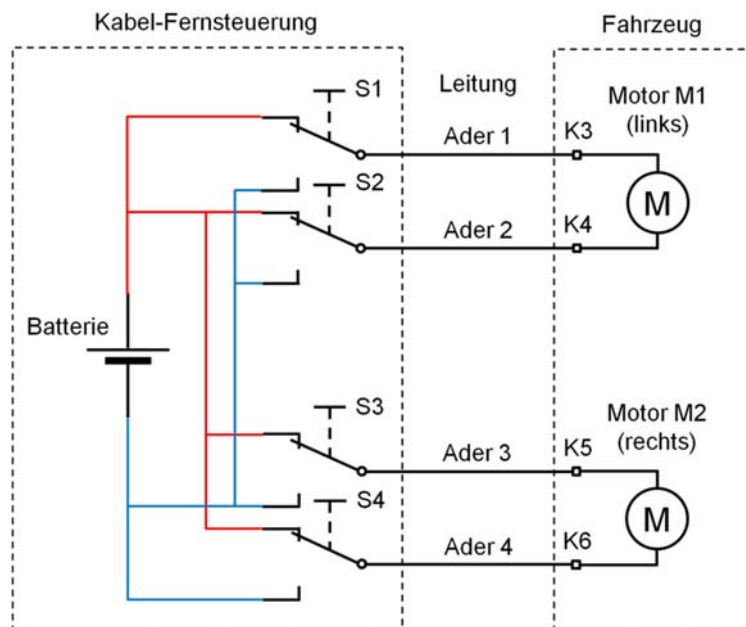 Kabel-Fernsteuerung
Fahrzeug
S1
Leitung
Motor M1
(links)
Ader 1
K3
S2
M
Ader 2
K4
Batterie
S3
Motor M2
(rechts)
Ader 3
K5
S4
M
Ader 4
K6